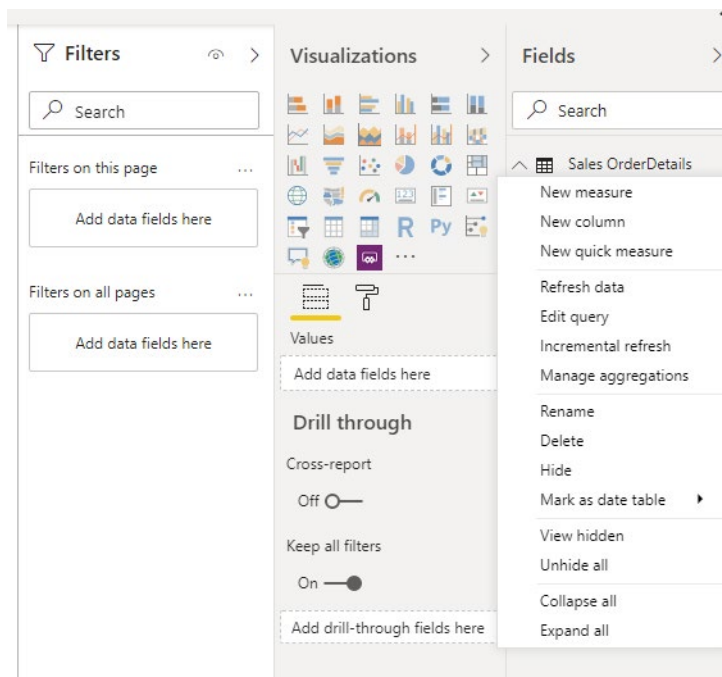 Filters
Search
Filters on this page
...
Add data fields here
Filters on all pages
...
Add data fields here
Visualizations
123
R
Py
...
Values
Add data fields here
Drill through
Cross-report
Off
Keep all filters
On
Add drill-through fields here
Fields
Search
Sales OrderDetails
New measure
New column
New quick measure
Refresh data
Edit query
Incremental refresh
Manage aggregations
Rename
Delete
Hide
Mark as date table
View hidden
Unhide all
Collapse all
Expand all